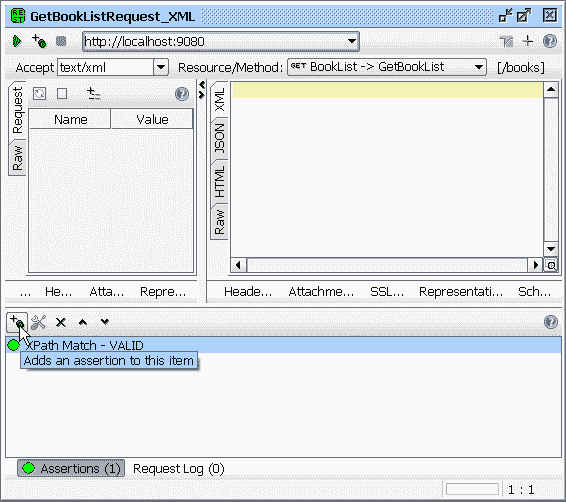 GetBookListRequest_XML
http://localhost:9080
Accept text/xml Resource/Method: GET BookList -> GetBookList [/books]
Request
Raw
Name Value
XML
JSON
HTML
Raw
... He... Atta... Repre...
Heade... Attachme... SSL... Representati... Sch...
XPath Match - VALID
Adds an assertion to this item
Assertions (1) Request Log (0)
1 : 1